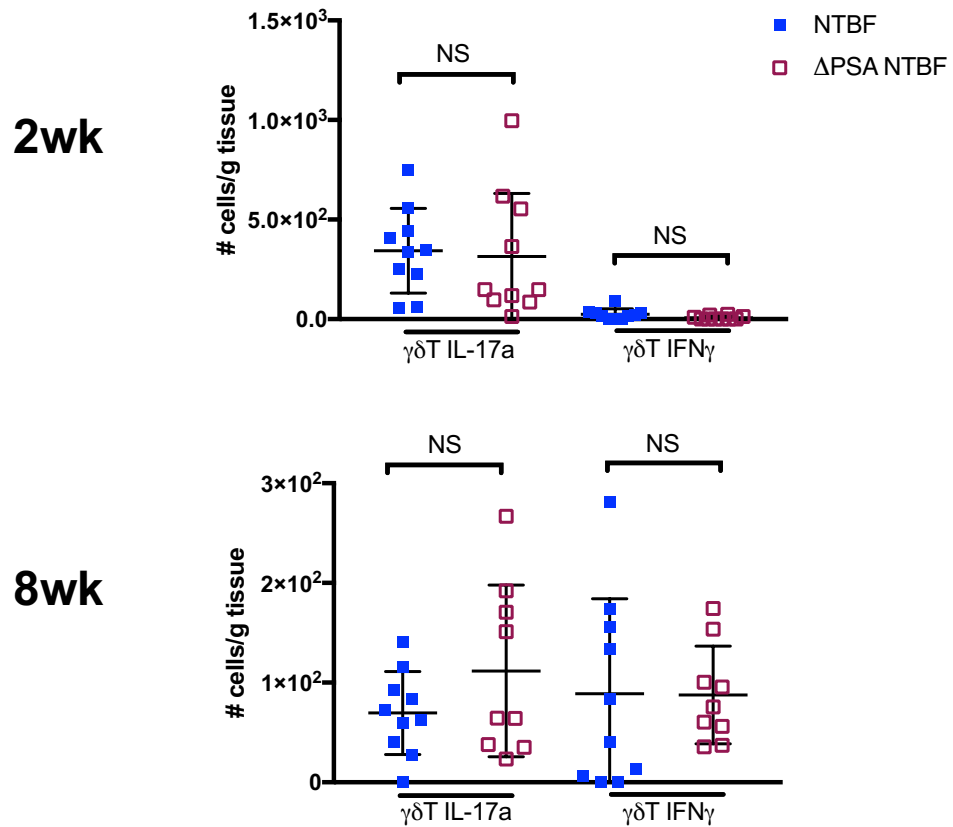 1.5×10³
NTBF
NS
ΔPSA NTBF
2wk
# cells/g tissue
1.0×10³
5.0×10²
NS
0.0
γδT IL-17a
γδT IFNγ
NS
NS
3×10²
8wk
# cells/g tissue
2×10²
1×10²
0
γδT IL-17a
γδT IFNγ